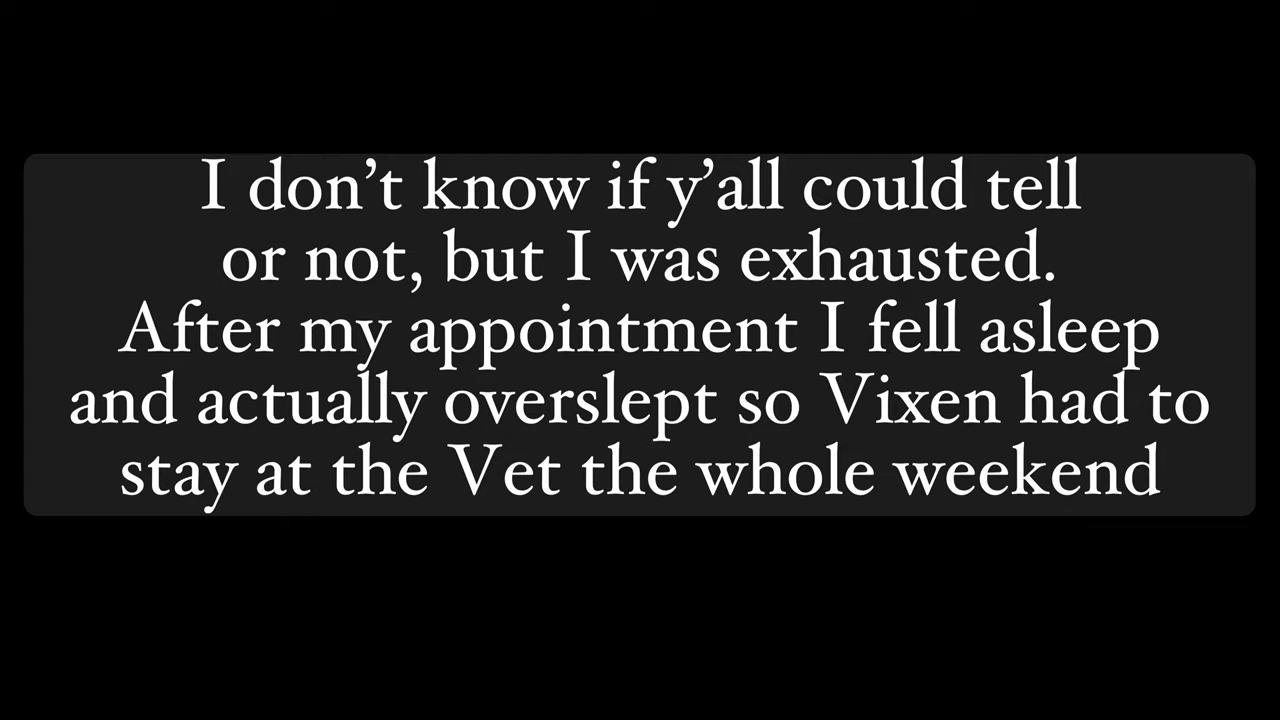 I don’t know if y’all could tell
or not, but I was exhausted.
After my appointment I fell asleep
and actually overslept so Vixen had to
stay at the Vet the whole weekend